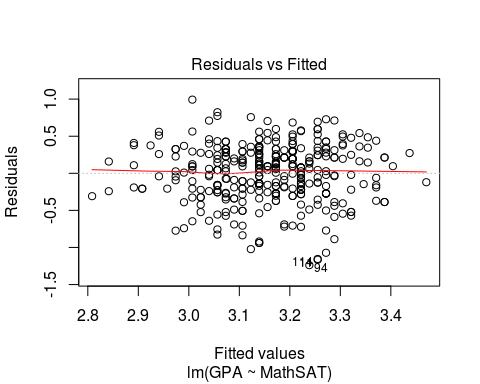 Residuals vs Fitted
Residuals
1.0
0.5
-0.5
-1.5
114
94
2.8 2.9 3.0 3.1 3.2 3.3 3.4
Fitted values
lm(GPA ~ MathSAT)